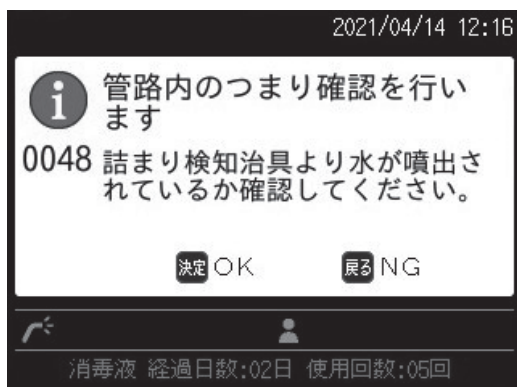 2021/04/14 12:16
管路内のつまり確認を行い
ます
0048 詰まり検知治具より水が噴出さ
れているか確認してください。
決定 OK 戻る NG
消毒液 経過日数:02日 使用回数:05回